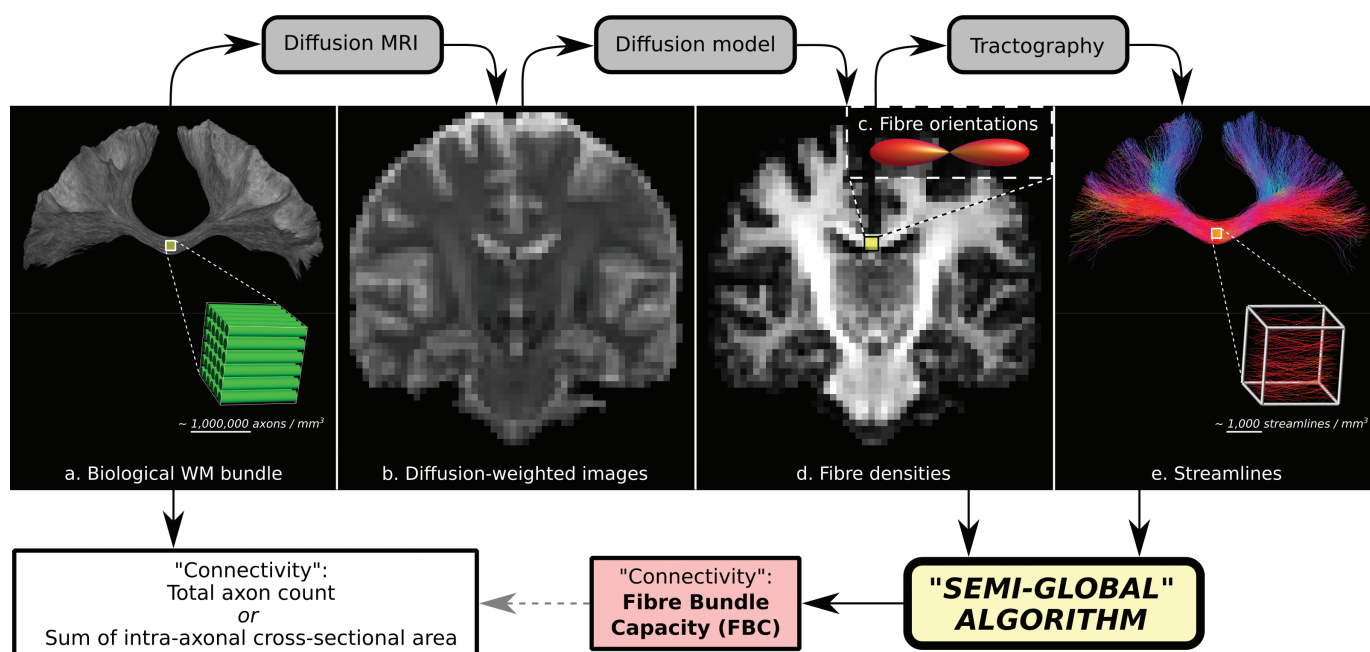 Diffusion MRI
Diffusion model
Tractography
c. Fibre orientations
~ 1,000,000 axons / mm³
~ 1,000 streamlines / mm³
a. Biological WM bundle
b. Diffusion-weighted images
d. Fibre densities
e. Streamlines
"Connectivity":
Total axon count
or
Sum of intra-axonal cross-sectional area
"Connectivity":
Fibre Bundle
Capacity (FBC)
"SEMI-GLOBAL"
ALGORITHM